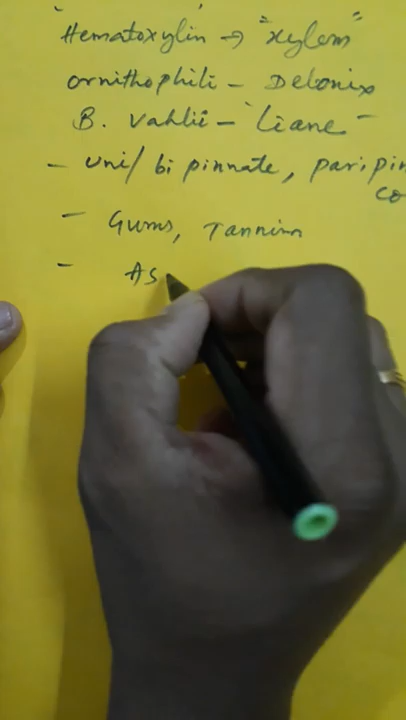 Hematoxylin → "xylem"
ornithophili - Delonix
B. vahlii - "Liane"
- uni/bi pinnate, paripin
co
- Gums, Tannin
- As